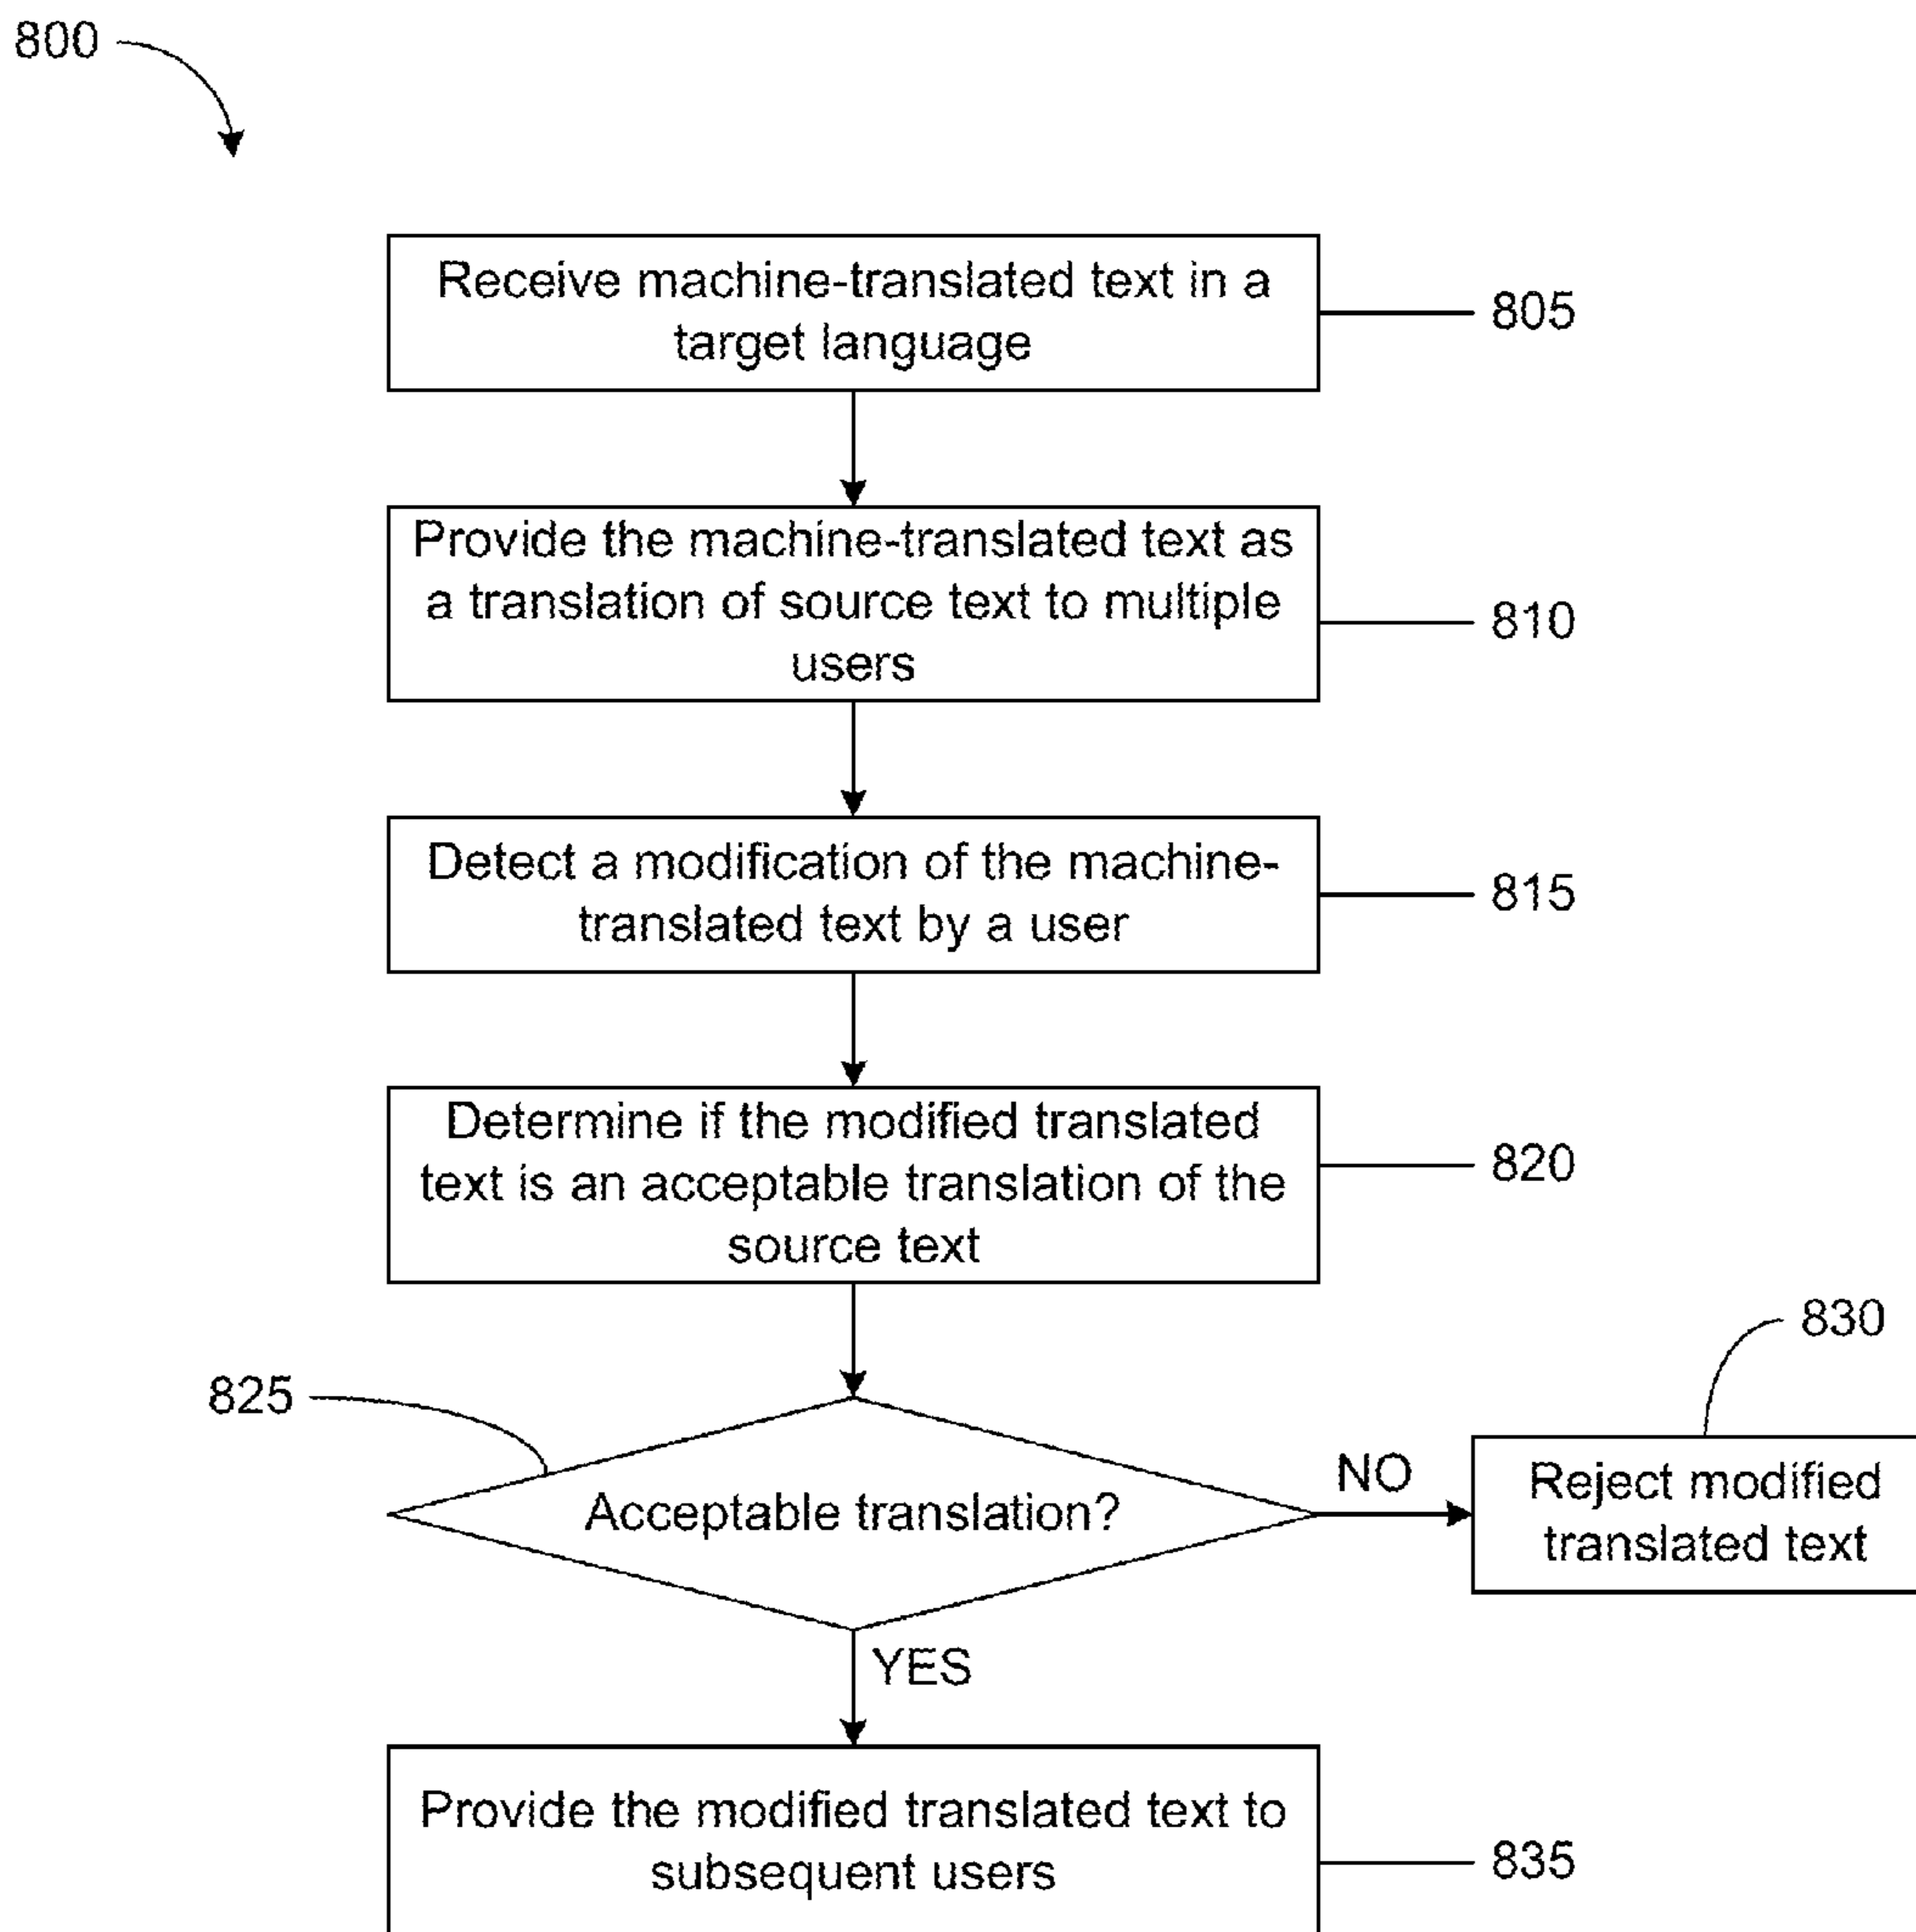 800
Receive machine-translated text in a
target language
805
Provide the machine-translated text as
a translation of source text to multiple
users
810
Detect a modification of the machine-
translated text by a user
815
Determine if the modified translated
text is an acceptable translation of the
source text
820
825
Acceptable translation?
NO
830
Reject modified
translated text
YES
Provide the modified translated text to
subsequent users
835